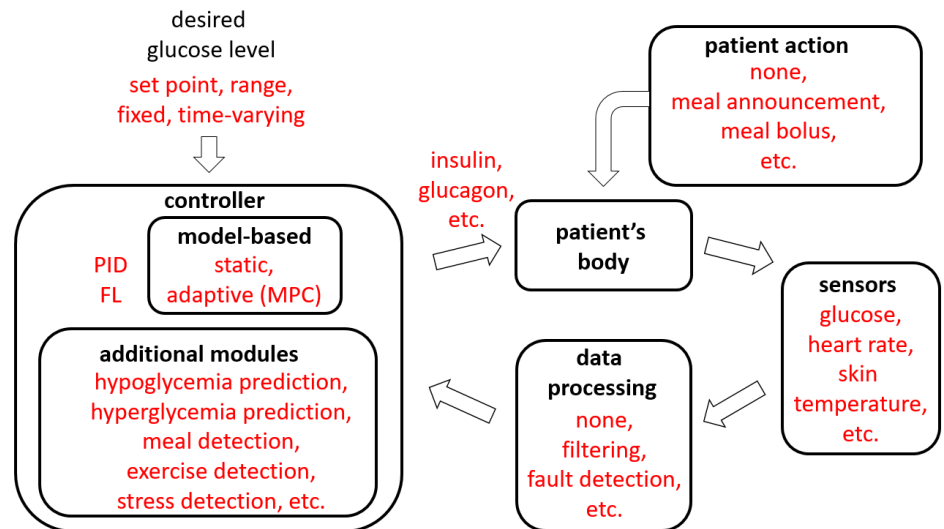 desired
glucose level
set point, range,
fixed, time-varying
patient action
none,
meal announcement,
meal bolus,
etc.
insulin,
glucagon,
etc.
controller
model-based
static,
adaptive (MPC)
PID
FL
additional modules
hypoglycemia prediction,
hyperglycemia prediction,
meal detection,
exercise detection,
stress detection, etc.
patient's
body
sensors
glucose,
heart rate,
skin
temperature,
etc.
data
processing
none,
filtering,
fault detection,
etc.